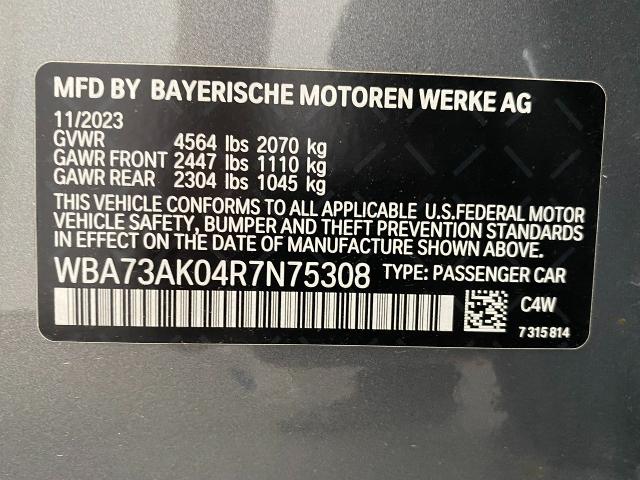 MFD BY BAYERISCHE MOTOREN WERKE AG
11/2023
GVWR 4564 lbs 2070 kg
GAWR FRONT 2447 lbs 1110 kg
GAWR REAR 2304 lbs 1045 kg
THIS VEHICLE CONFORMS TO ALL APPLICABLE U.S.FEDERAL MOTOR
VEHICLE SAFETY, BUMPER AND THEFT PREVENTION STANDARDS
IN EFFECT ON THE DATE OF MANUFACTURE SHOWN ABOVE.
WBA73AK04R7N75308 TYPE: PASSENGER CAR
C4W
7 315 814